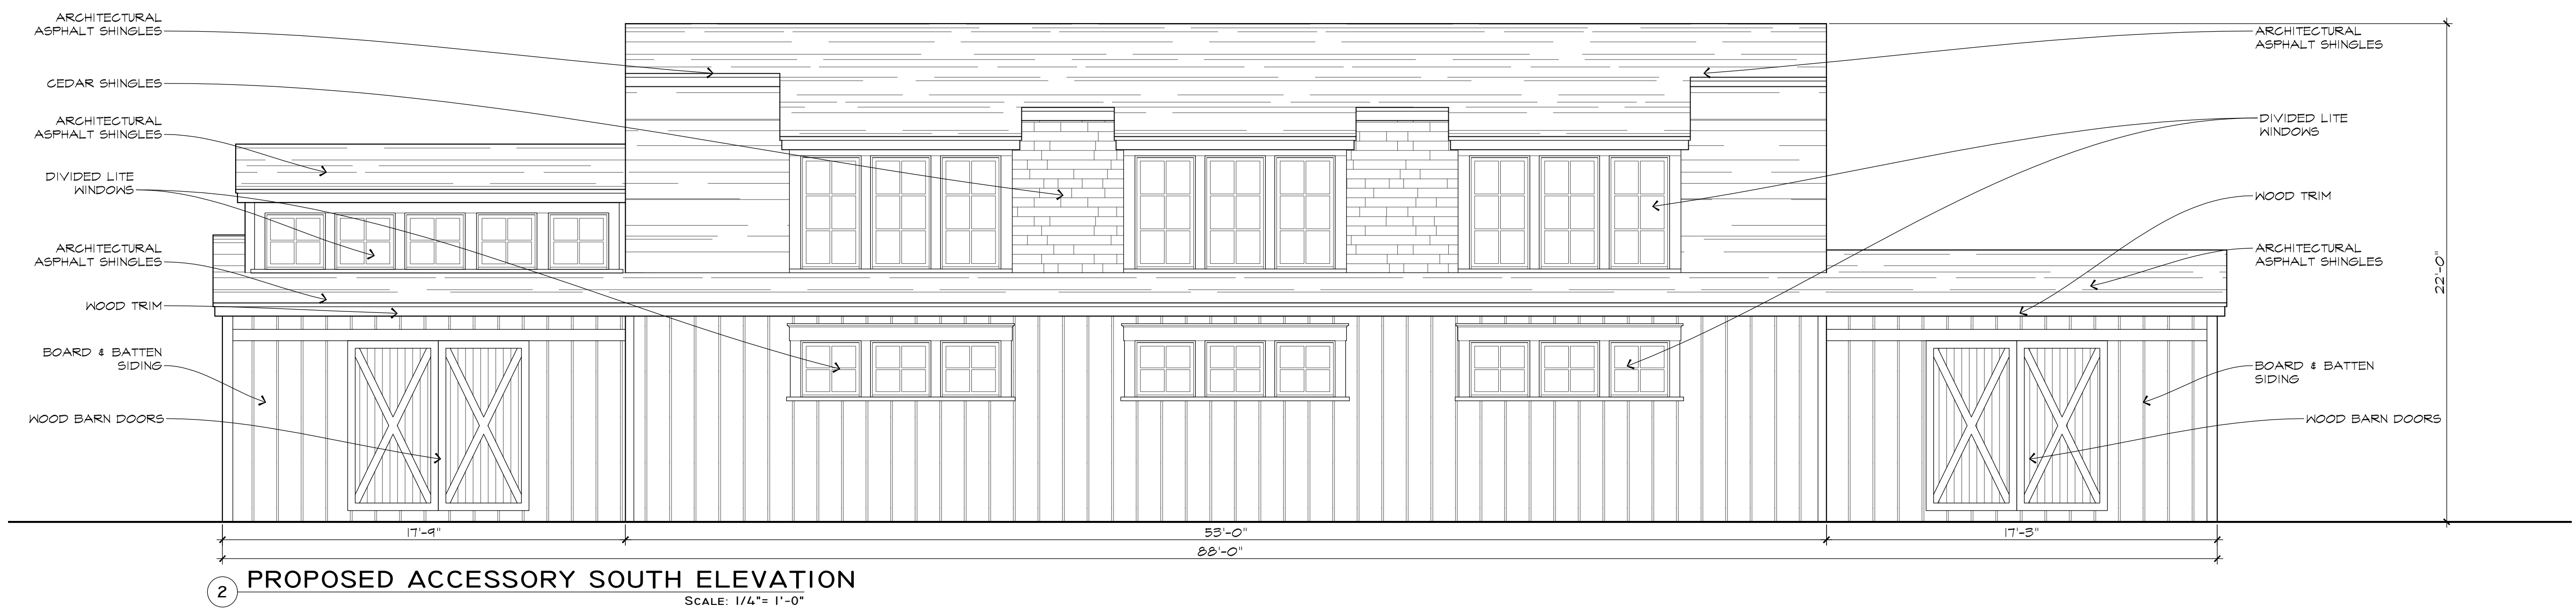 ARCHITECTURAL
ASPHALT SHINGLES
CEDAR SHINGLES
ARCHITECTURAL
ASPHALT SHINGLES
DIVIDED LITE
WINDOWS
ARCHITECTURAL
ASPHALT SHINGLES
WOOD TRIM
BOARD & BATTEN
SIDING
WOOD BARN DOORS
ARCHITECTURAL
ASPHALT SHINGLES
DIVIDED LITE
WINDOWS
WOOD TRIM
ARCHITECTURAL
ASPHALT SHINGLES
BOARD & BATTEN
SIDING
WOOD BARN DOORS
22'-0"
17'-9"
53'-0"
17'-3"
88'-0"
2
PROPOSED ACCESSORY SOUTH ELEVATION
SCALE: 1/4"= 1'-0"